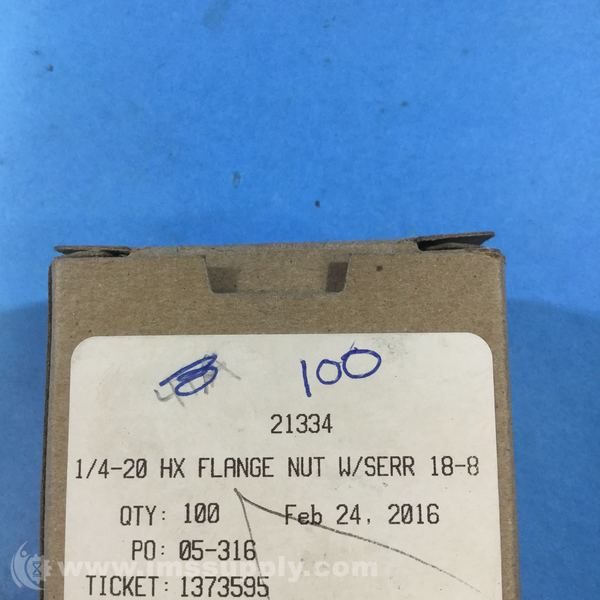 100
21334
1/4-20 HX FLANGE NUT W/SERR 18-8
QTY: 100 Feb 24, 2016
PO: 05-316
TICKET: 1373595
www.imssupply.com